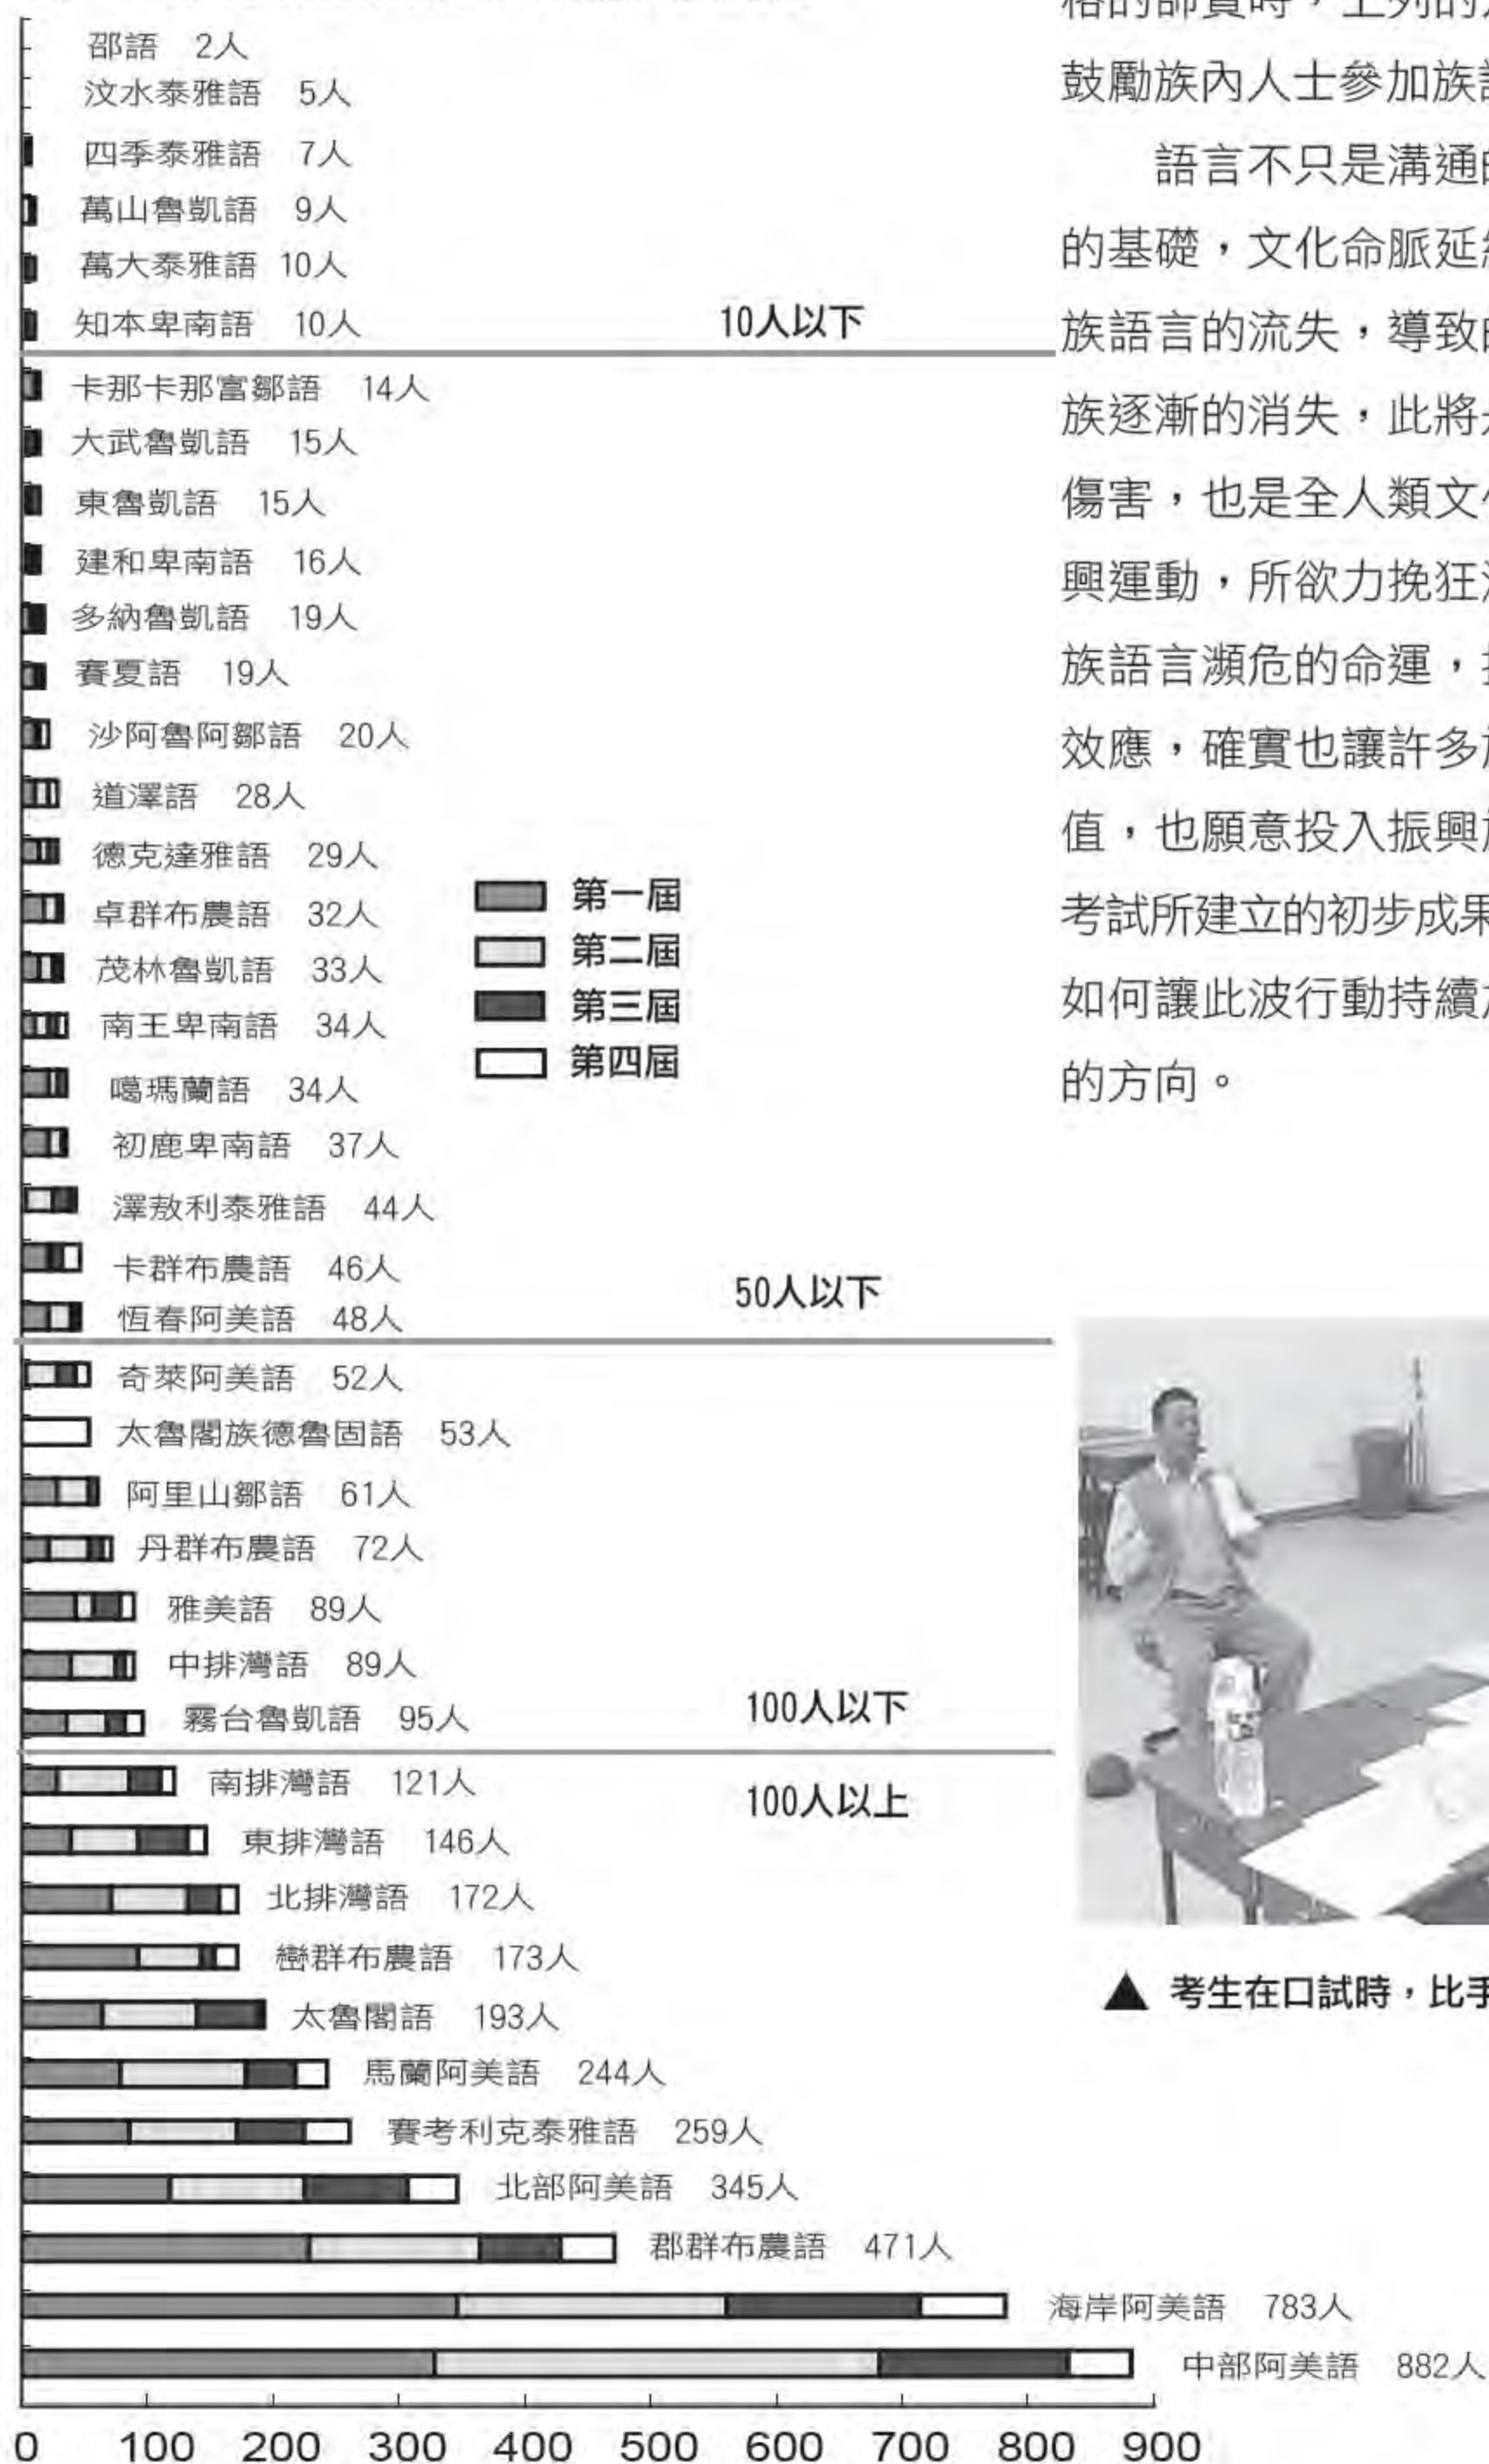 邵語 2人
汶水泰雅語 5人
四季泰雅語 7人
萬山魯凱語 9人
萬大泰雅語 10人
知本卑南語 10人
10人以下
卡那卡那富鄒語 14人
大武魯凱語 15人
東魯凱語 15人
建和卑南語 16人
多納魯凱語 19人
賽夏語 19人
沙阿魯阿鄒語 20人
道澤語 28人
德克達雅語 29人
卓群布農語 32人
茂林魯凱語 33人
南王卑南語 34人
噶瑪蘭語 34人
初鹿卑南語 37人
澤敖利泰雅語 44人
卡群布農語 46人
恆春阿美語 48人
50人以下
第一屆
第二屆
第三屆
第四屆
奇萊阿美語 52人
太魯閣族德魯固語 53人
阿里山鄒語 61人
丹群布農語 72人
雅美語 89人
中排灣語 89人
霧台魯凱語 95人
100人以下
南排灣語 121人
100人以上
東排灣語 146人
北排灣語 172人
巒群布農語 173人
太魯閣語 193人
馬蘭阿美語 244人
賽考利克泰雅語 259人
北部阿美語 345人
郡群布農語 471人
海岸阿美語 783人
中部阿美語 882人
0 100 200 300 400 500 600 700 800 900
格的師資時，上列的
鼓勵族內人士參加族
語言不只是溝通
的基礎，文化命脈延
族語言的流失，導致
族逐漸的消失，此將
傷害，也是全人類文
興運動，所欲力挽狂
族語言瀕危的命運，
效應，確實也讓許多
值，也願意投入振興
考試所建立的初步成果
如何讓此波行動持續
的方向。
▲ 考生在口試時，比手